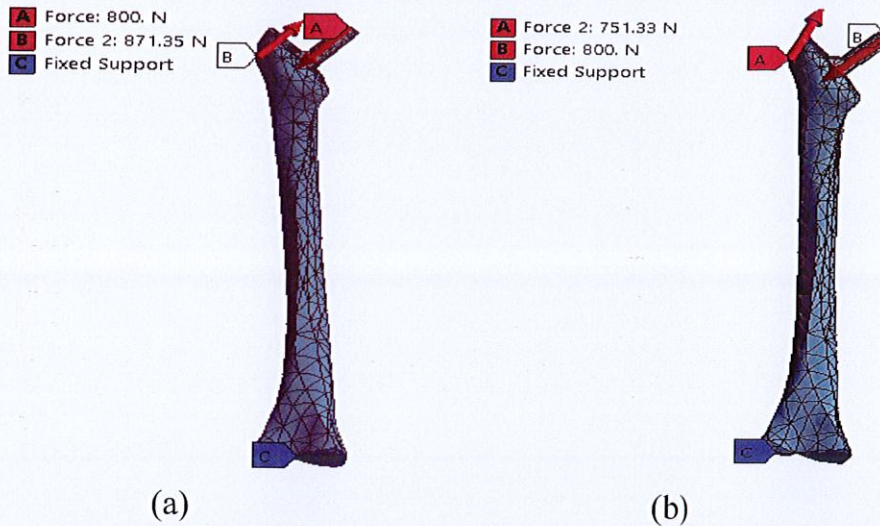 A Force: 800. N
B Force 2: 871.35 N
C Fixed Support
A
B
C
(a)
A Force 2: 751.33 N
B Force: 800. N
C Fixed Support
B
A
C
(b)